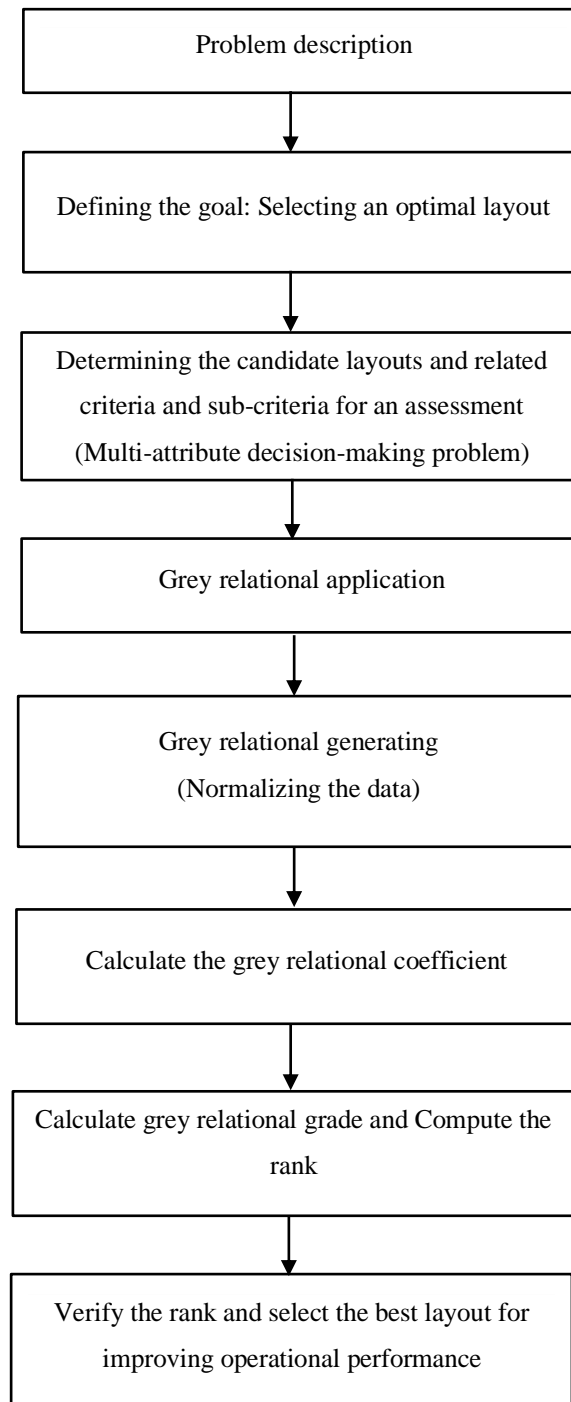 Problem description
Defining the goal: Selecting an optimal layout
Determining the candidate layouts and related
criteria and sub-criteria for an assessment
(Multi-attribute decision-making problem)
Grey relational application
Grey relational generating
(Normalizing the data)
Calculate the grey relational coefficient
Calculate grey relational grade and Compute the
rank
Verify the rank and select the best layout for
improving operational performance